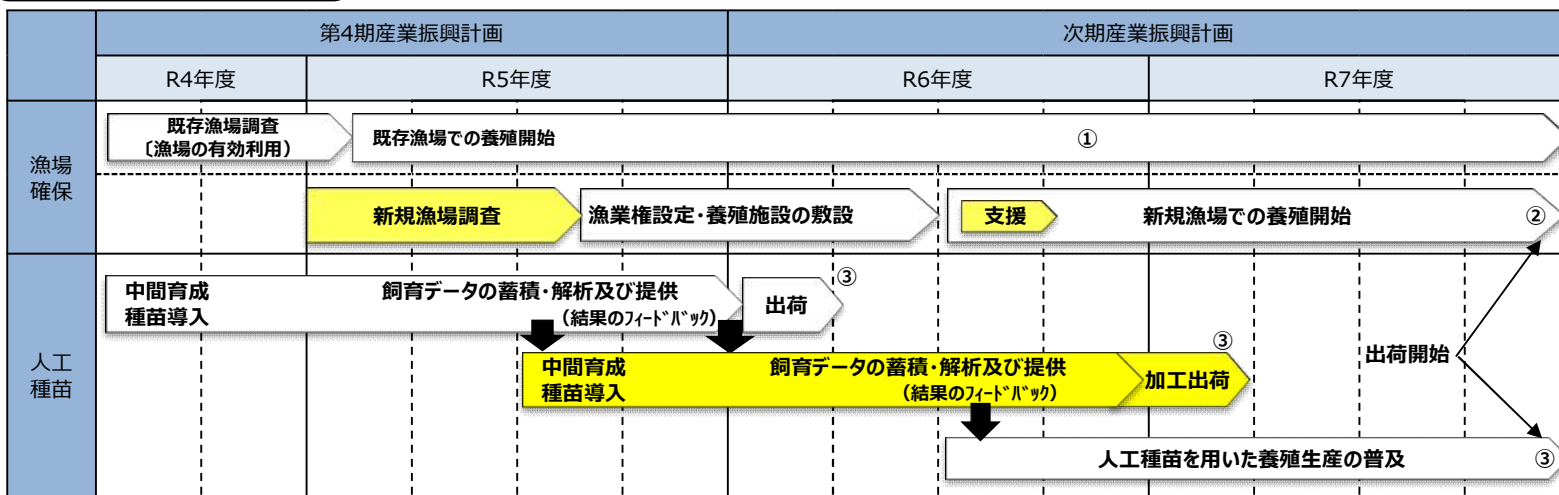 第4期産業振興計画
次期産業振興計画
R4年度
R5年度
R6年度
R7年度
漁場
確保
既存漁場調査
〔漁場の有効利用）
既存漁場での養殖開始
①
新規漁場調査
漁業権設定・養殖施設の敷設
支援
新規漁場での養殖開始
②
人工
種苗
中間育成
種苗導入
飼育データの蓄積・解析及び提供
（結果のﾌｨｰﾄﾞﾊﾞｯｸ）
出荷
③
中間育成
種苗導入
飼育データの蓄積・解析及び提供
（結果のﾌｨｰﾄﾞﾊﾞｯｸ）
加工出荷
③
出荷開始
人工種苗を用いた養殖生産の普及
③